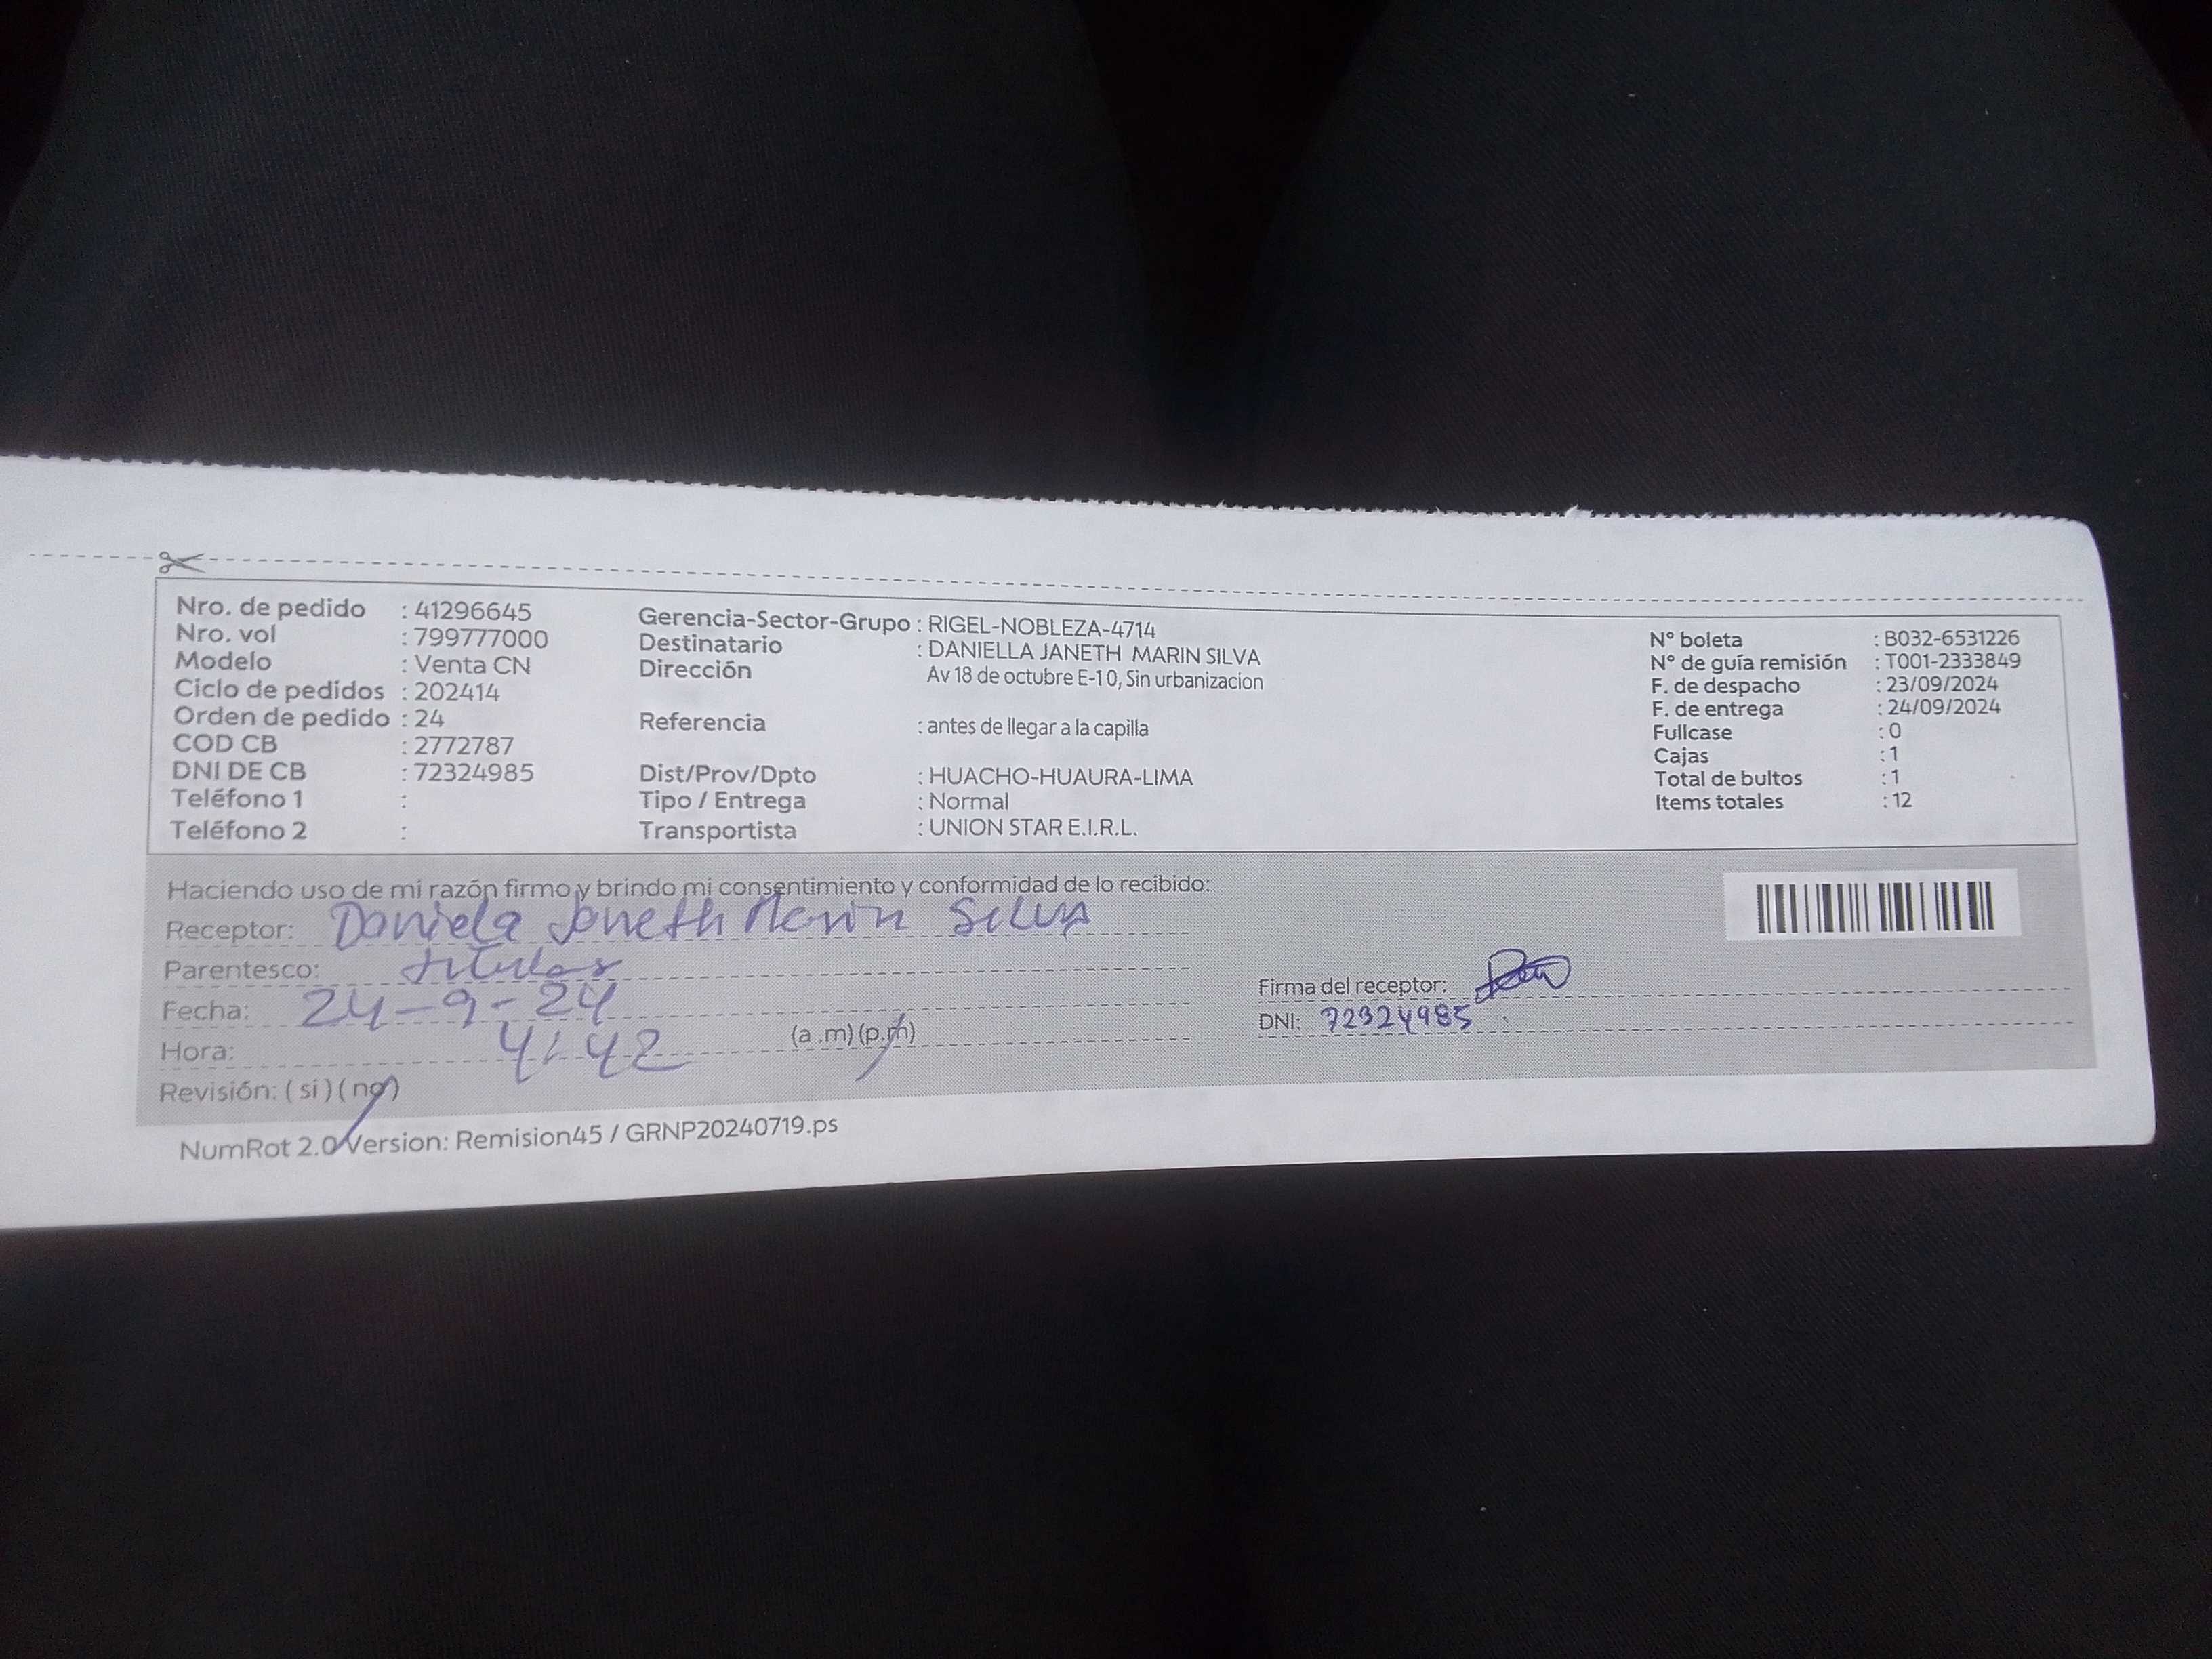 Nro. de pedido : 41296645
Nro. vol : 799777000
Modelo : Venta CN
Ciclo de pedidos : 202414
Orden de pedido : 24
COD CB : 2772787
DNI DE CB : 72324985
Teléfono 1 :
Teléfono 2 :
Gerencia-Sector-Grupo : RIGEL-NOBLEZA-4714
Destinatario : DANIELLA JANETH MARIN SILVA
Dirección Av 18 de octubre E-10, Sin urbanizacion
Referencia : antes de llegar a la capilla
Dist/Prov/Dpto : HUACHO-HUAURA-LIMA
Tipo / Entrega : Normal
Transportista : UNION STAR E.I.R.L.
N° boleta : B032-6531226
N° de guía remisión : T001-2333849
F. de despacho : 23/09/2024
F. de entrega : 24/09/2024
Fullcase : 0
Cajas : 1
Total de bultos : 1
Items totales : 12
Haciendo uso de mi razón firmo y brindo mi consentimiento y conformidad de lo recibido:
Receptor: Daniela Janeth Marin Silva
Parentesco: titular
Fecha: 24-9-24
Hora: 4:42 (a .m) (p.m)
Revisión: ( si ) ( no )
Firma del receptor:
DNI: 72324985
NumRot 2.0 Version: Remision45 / GRNP20240719.ps